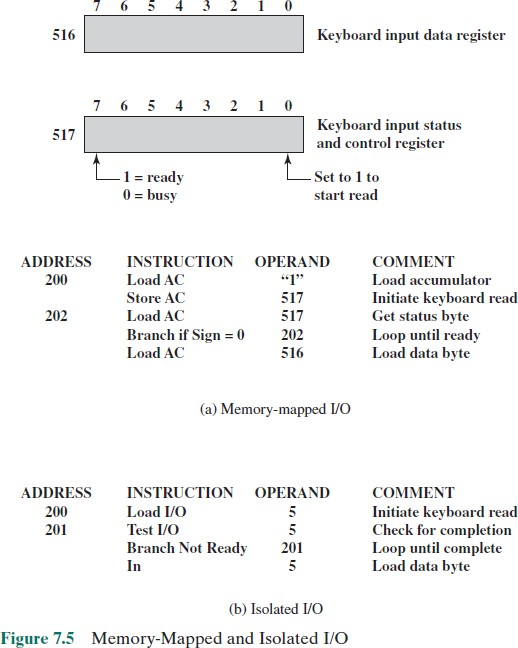 7 6 5 4 3 2 1 0
516 Keyboard input data register
7 6 5 4 3 2 1 0
517 Keyboard input status
and control register
1 = ready
0 = busy
Set to 1 to
start read
ADDRESS INSTRUCTION OPERAND COMMENT
200 Load AC “1” Load accumulator
Store AC 517 Initiate keyboard read
202 Load AC 517 Get status byte
Branch if Sign = 0 202 Loop until ready
Load AC 516 Load data byte
(a) Memory-mapped I/O
ADDRESS INSTRUCTION OPERAND COMMENT
200 Load I/O 5 Initiate keyboard read
201 Test I/O 5 Check for completion
Branch Not Ready 201 Loop until complete
In 5 Load data byte
(b) Isolated I/O
Figure 7.5 Memory-Mapped and Isolated I/O